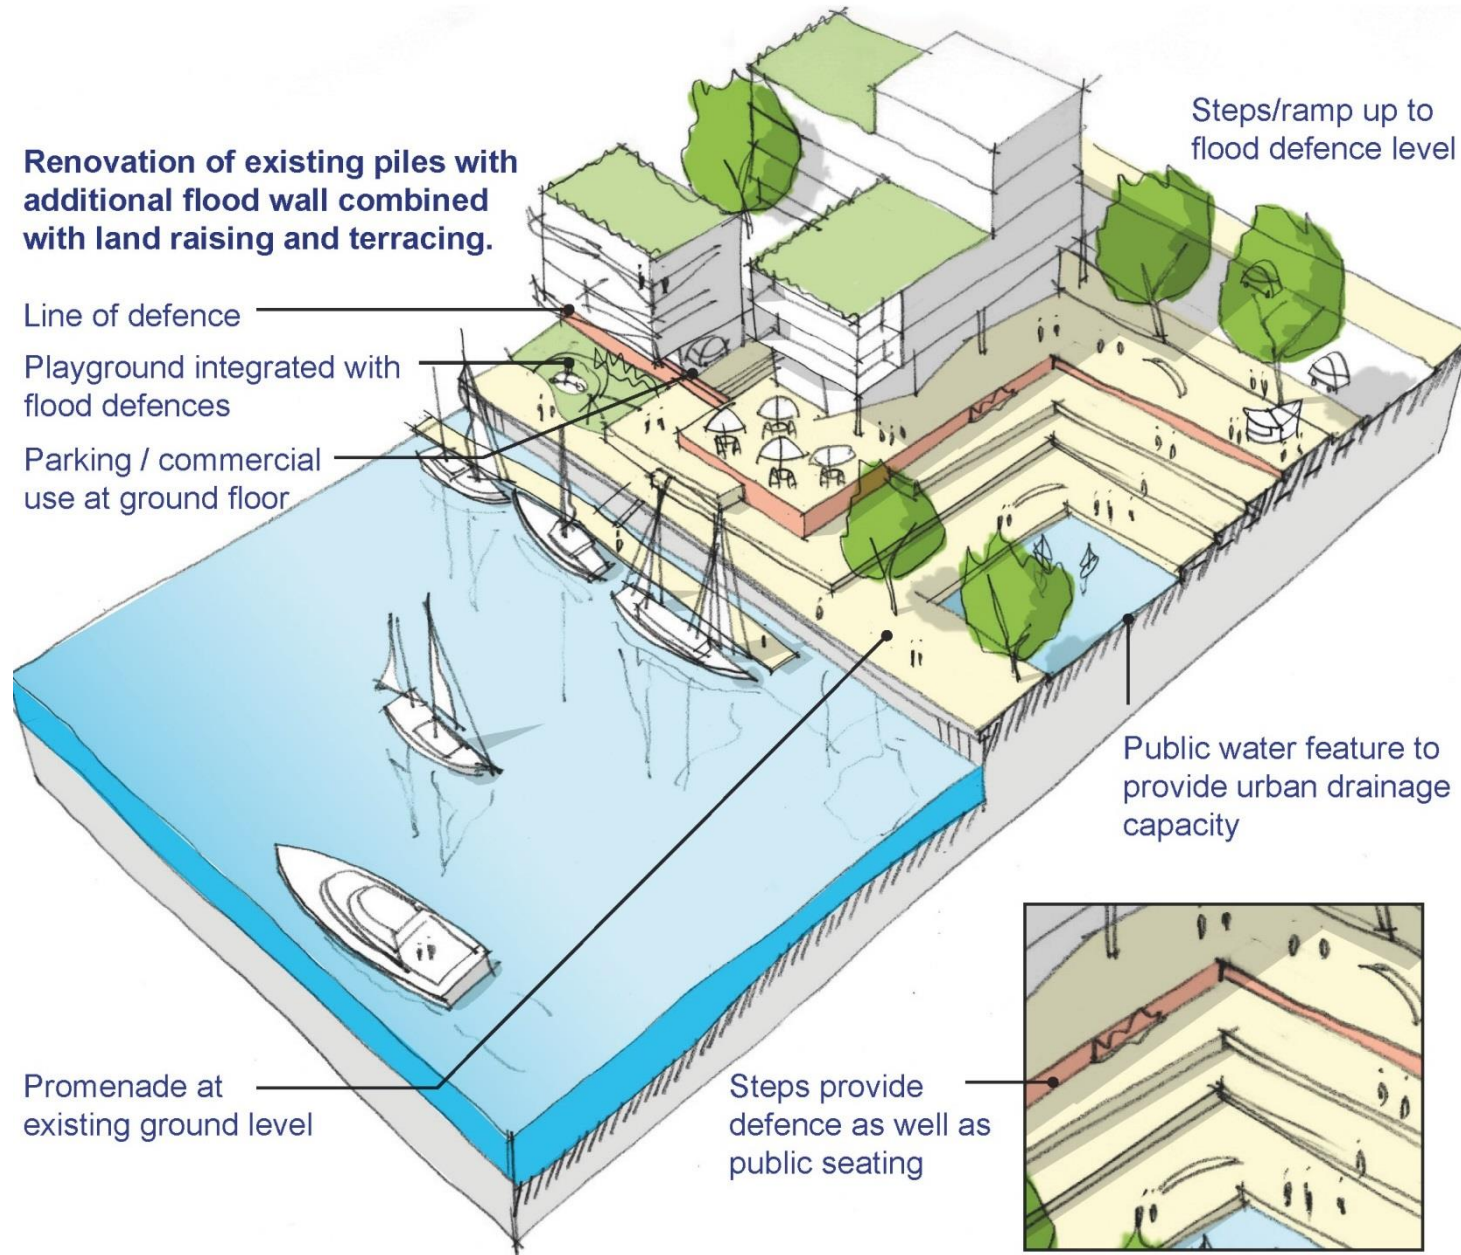 Steps/ramp up to
flood defence level
Renovation of existing piles with
additional flood wall combined
with land raising and terracing.
Line of defence
Playground integrated with
flood defences
Parking / commercial
use at ground floor
Public water feature to
provide urban drainage
capacity
Promenade at
existing ground level
Steps provide
defence as well as
public seating